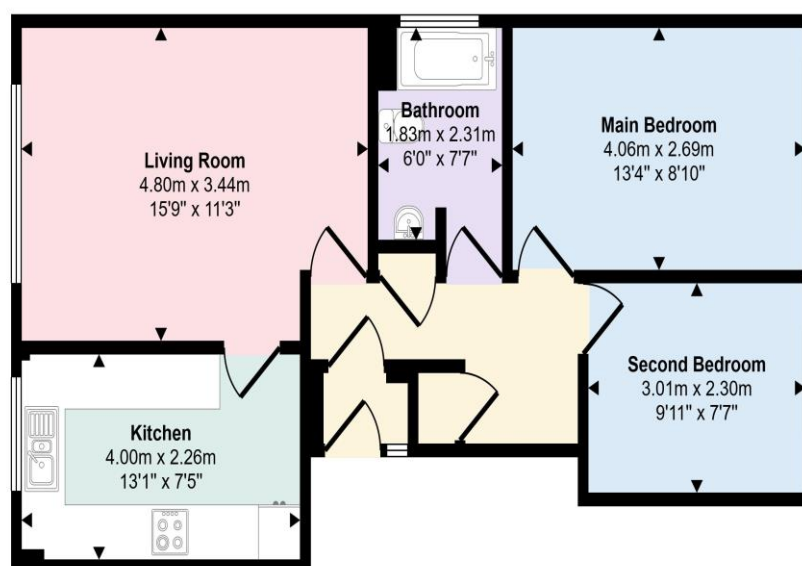 Living Room
4.80m x 3.44m
15'9" x 11'3"
Bathroom
1.83m x 2.31m
6'0" x 7'7"
Main Bedroom
4.06m x 2.69m
13'4" x 8'10"
Kitchen
4.00m x 2.26m
13'1" x 7'5"
Second Bedroom
3.01m x 2.30m
9'11" x 7'7"